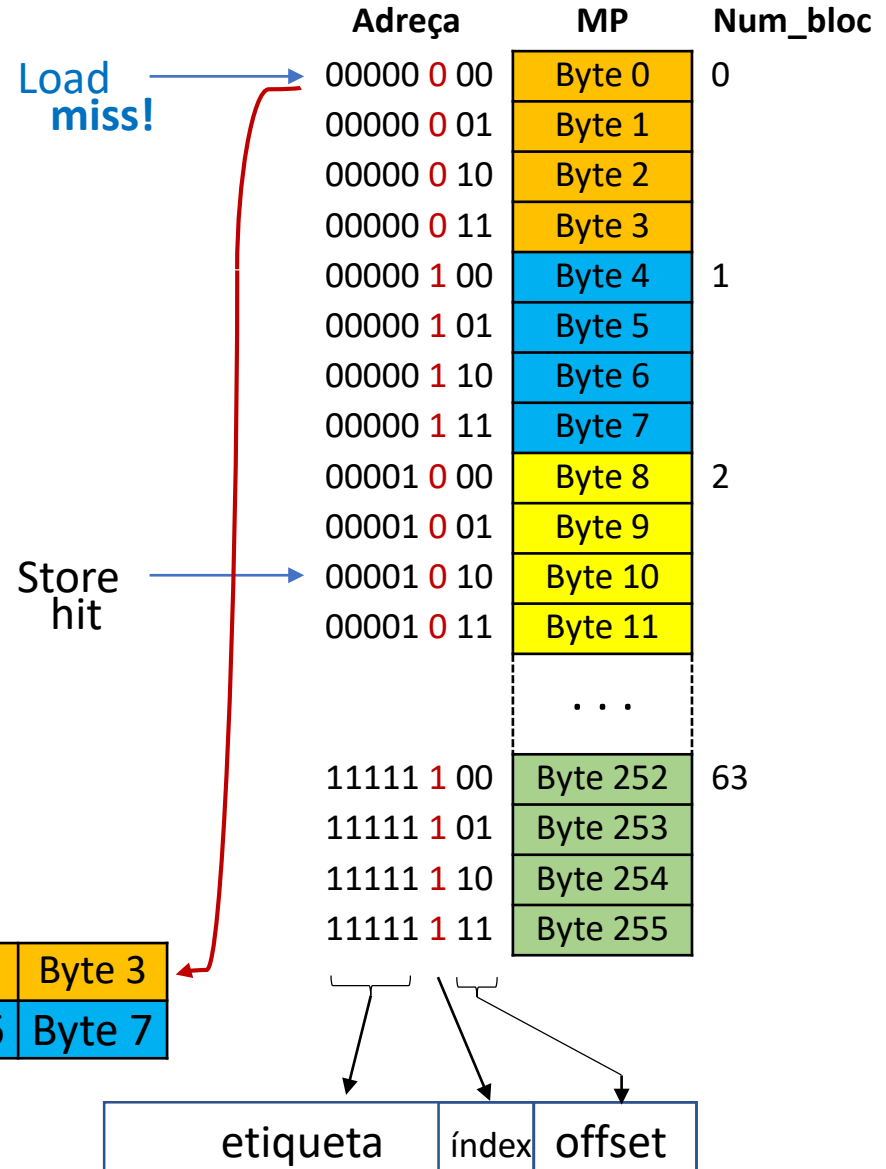 Adreça MP Num_bloc
Load 00000 0 00 Byte 0 0
miss! 00000 0 01 Byte 1
00000 0 10 Byte 2
00000 0 11 Byte 3
00000 1 00 Byte 4 1
00000 1 01 Byte 5
00000 1 10 Byte 6
00000 1 11 Byte 7
00001 0 00 Byte 8 2
00001 0 01 Byte 9
Store 00001 0 10 Byte 10
hit 00001 0 11 Byte 11
. . .
11111 1 00 Byte 252 63
11111 1 01 Byte 253
11111 1 10 Byte 254
11111 1 11 Byte 255
Byte 3
Byte 7
etiqueta índex offset